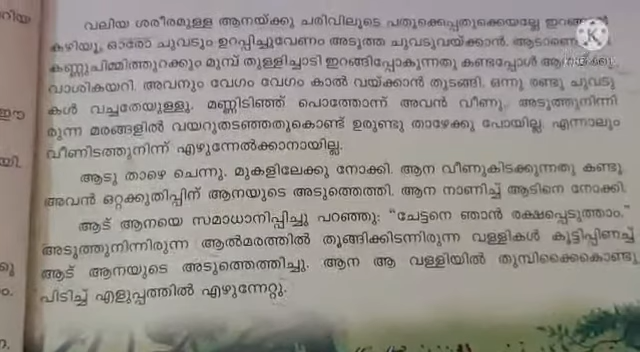 വലിയ ശരീരമുള്ള ആനയ്ക്കു ചരിവിലൂടെ പതുക്കെപ്പതുക്കെയല്ലേ
കഴിയൂ, ഓരോ ചുവടും ഉറപ്പിച്ചുവേണം അടുത്ത ചുവടുവയ്ക്കാൻ.
കണ്ണുചിമ്മിത്തുറക്കും മുമ്പ് തുള്ളിച്ചാടി ഇറങ്ങിപ്പോകുന്നതു കണ്ടപ്പോൾ
വാശികയറി. അവനും വേഗം വേഗം കാൽ വയ്ക്കാൻ തുടങ്ങി. ഒന്നു രണ്ടു ചുവടു
കൾ വച്ചതേയുള്ളു. മണ്ണിടിഞ്ഞ് പൊത്തോന്ന് അവൻ വീണു. അടുത്തുനിന്നി
രുന്ന മരങ്ങളിൽ വയറുതടഞ്ഞതുകൊണ്ട് ഉരുണ്ടു താഴേക്കു പോയില്ല. എന്നാലും
വീണിടത്തുനിന്ന് എഴുന്നേൽക്കാനായില്ല.
ആടു താഴെ ചെന്നു. മുകളിലേക്കു നോക്കി. ആന വീണുകിടക്കുന്നതു കണ്ടു.
അവൻ ഒറ്റക്കുതിപ്പിന് ആനയുടെ അടുത്തെത്തി. ആന നാണിച്ച് ആടിനെ നോക്കി.
ആട് ആനയെ സമാധാനിപ്പിച്ചു പറഞ്ഞു: "ചേട്ടനെ ഞാൻ രക്ഷപ്പെടുത്താം."
അടുത്തുനിന്നിരുന്ന ആൽമരത്തിൽ തൂങ്ങിക്കിടന്നിരുന്ന വള്ളികൾ കൂട്ടിപ്പിണച്ച്
ആട് ആനയുടെ അടുത്തെത്തിച്ചു. ആന ആ വള്ളിയിൽ തുമ്പിക്കൈകൊണ്ടു
പിടിച്ച് എളുപ്പത്തിൽ എഴുന്നേറ്റു.